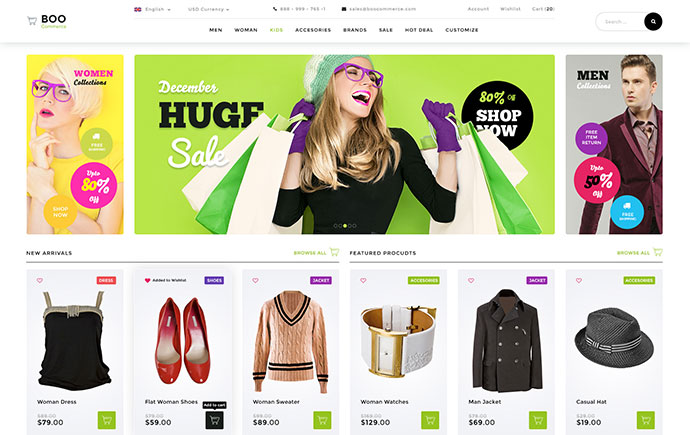 BOO
Commerce
English
USD Currency
888 - 999 - 793 -1
sales@boocommerce.com
Account
Wishlist
Cart (20)
Search ...
MEN
WOMAN
KIDS
ACCESORIES
BRANDS
SALE
HOT DEAL
CUSTOMIZE
WOMEN
Collections
FREE
SHIPPING
Upto
80%
Off
SHOP
NOW
December
HUGE
Sale
80% Off
SHOP
NOW
MEN
Collections
FREE
ITEM
RETURN
Upto
50%
Off
FREE
SHIPPING
NEW ARRIVALS
BROWSE ALL
FEATURED PROCUDTS
BROWSE ALL
DRESS
Woman Dress
$85.00
$79.00
Added to Wishlist
SHOES
Flat Woman Shoes
$79.00
$59.00
Add to cart
JACKET
Woman Sweater
$99.00
$89.00
ACCESORIES
Woman Watches
$169.00
$129.00
JACKET
Man Jacket
$79.00
$69.00
ACCESORIES
Casual Hat
$29.00
$19.00